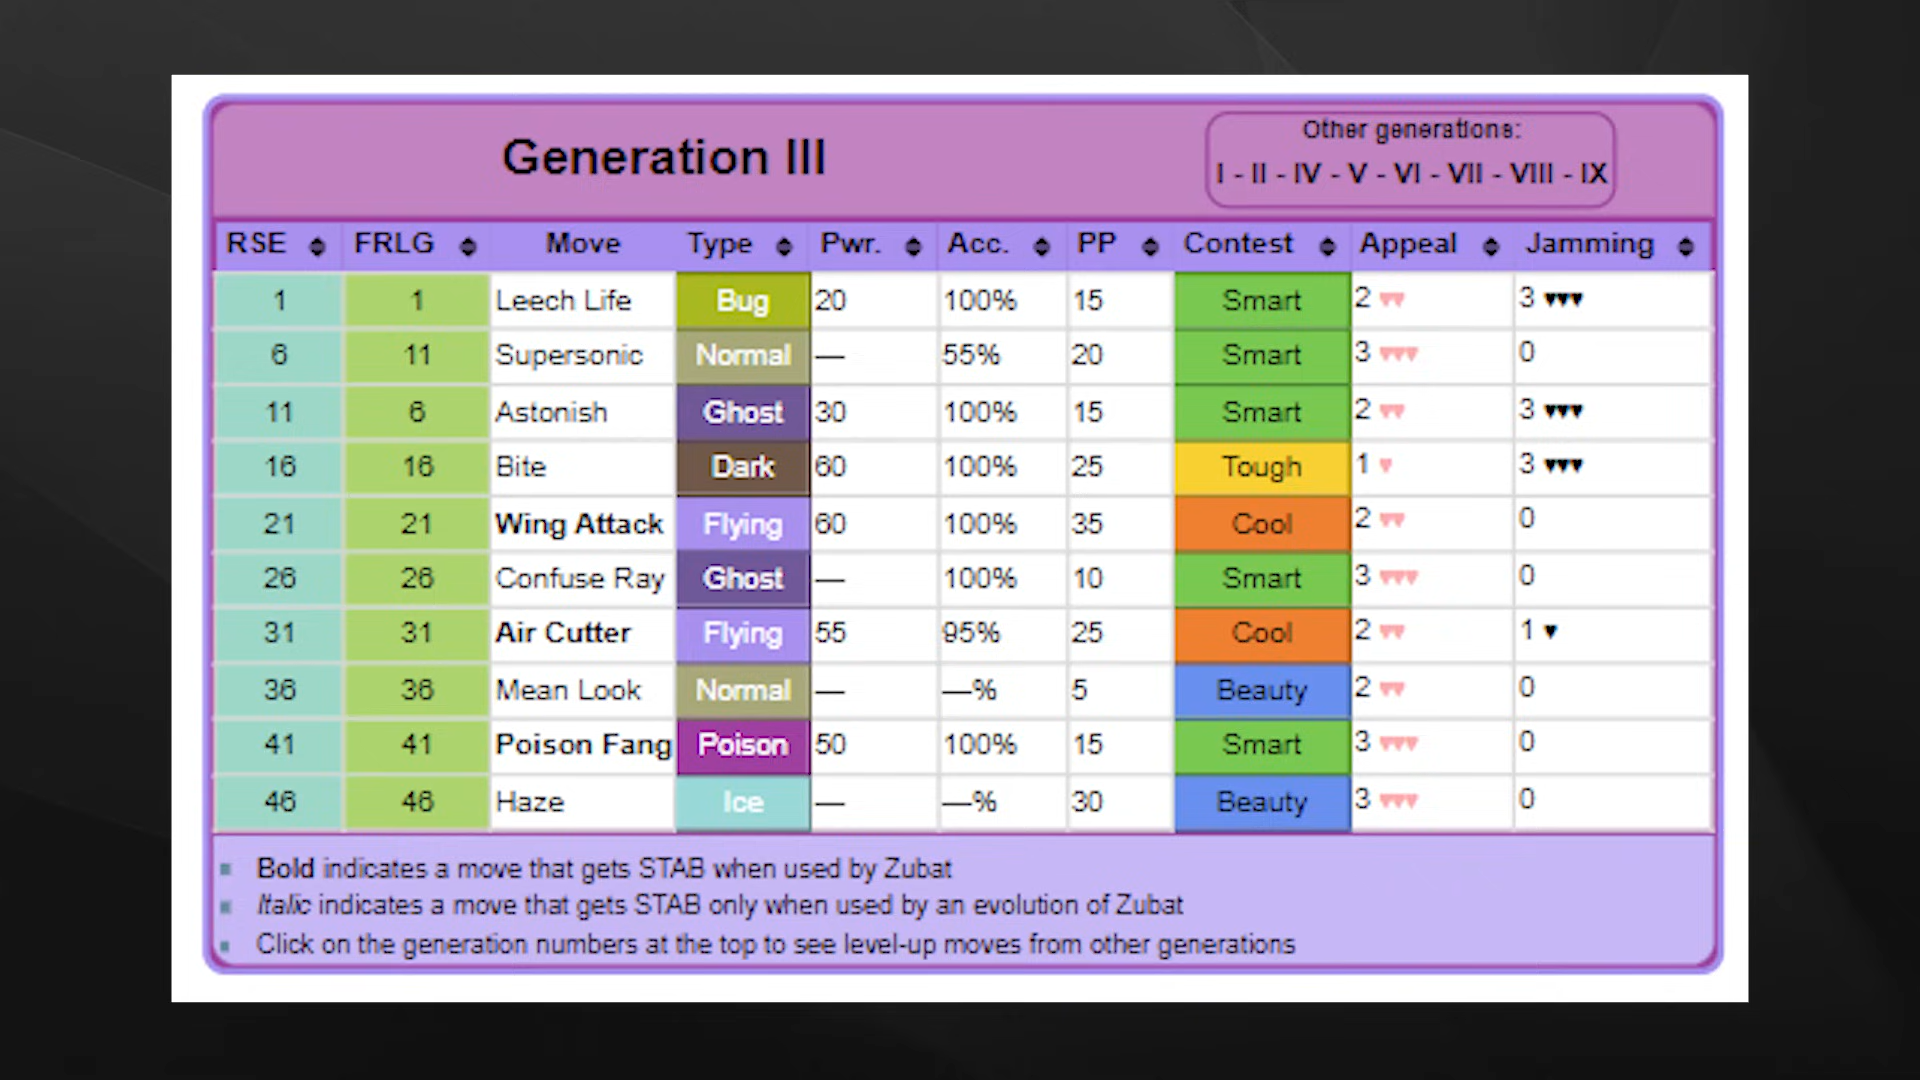 Generation III
Other generations:
I - II - IV - V - VI - VII - VIII - IX
RSE FRLG Move Type Pwr. Acc. PP Contest Appeal Jamming
1 1 Leech Life Bug 20 100% 15 Smart 2 ♥♥ 3 ♥♥♥
6 11 Supersonic Normal — 55% 20 Smart 3 ♥♥♥ 0
11 6 Astonish Ghost 30 100% 15 Smart 2 ♥♥ 3 ♥♥♥
16 16 Bite Dark 60 100% 25 Tough 1 ♥ 3 ♥♥♥
21 21 Wing Attack Flying 60 100% 35 Cool 2 ♥♥ 0
26 26 Confuse Ray Ghost — 100% 10 Smart 3 ♥♥♥ 0
31 31 Air Cutter Flying 55 95% 25 Cool 2 ♥♥ 1 ♥
36 36 Mean Look Normal — —% 5 Beauty 2 ♥♥ 0
41 41 Poison Fang Poison 50 100% 15 Smart 3 ♥♥♥ 0
46 46 Haze Ice — —% 30 Beauty 3 ♥♥♥ 0
Bold indicates a move that gets STAB when used by Zubat
Italic indicates a move that gets STAB only when used by an evolution of Zubat
Click on the generation numbers at the top to see level-up moves from other generations